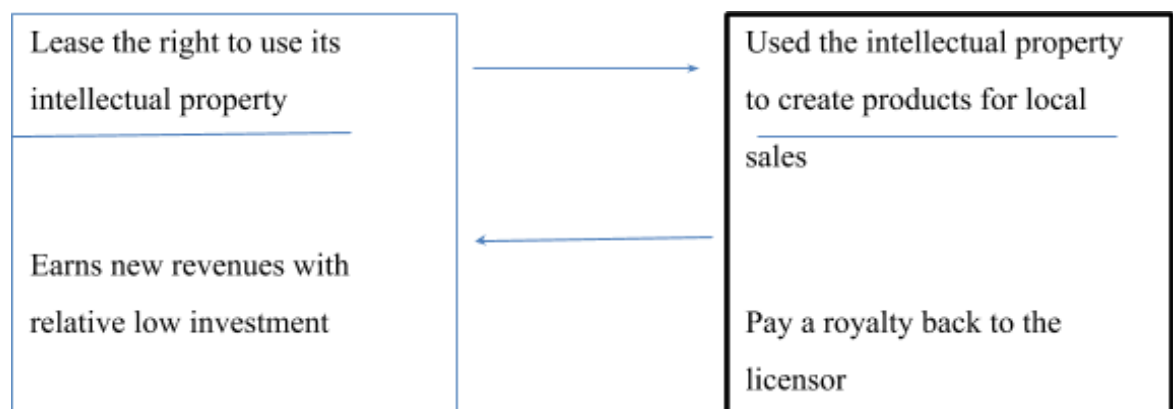 Lease the right to use its
intellectual property
Earns new revenues with
relative low investment
Used the intellectual property
to create products for local
sales
Pay a royalty back to the
licensor